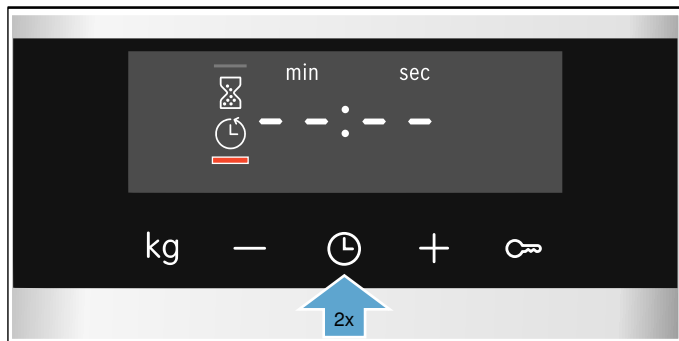 min sec
- -:- -
kg - +
2x